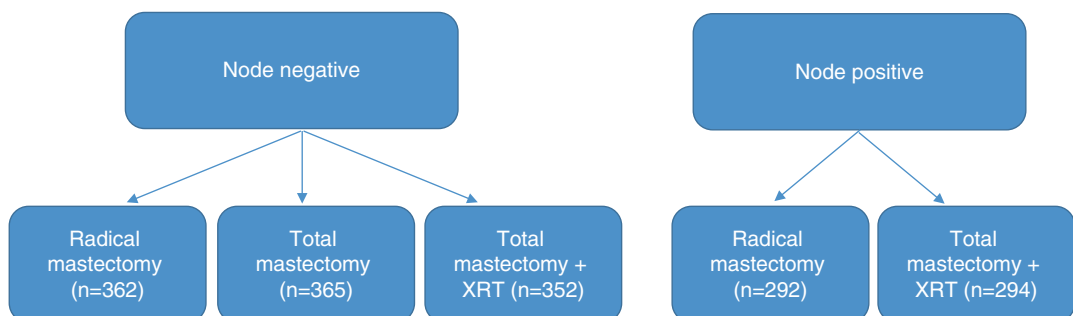 Node negative
Node positive
Radical
mastectomy
(n=362)
Total
mastectomy
(n=365)
Total
mastectomy +
XRT (n=352)
Radical
mastectomy
(n=292)
Total
mastectomy +
XRT (n=294)